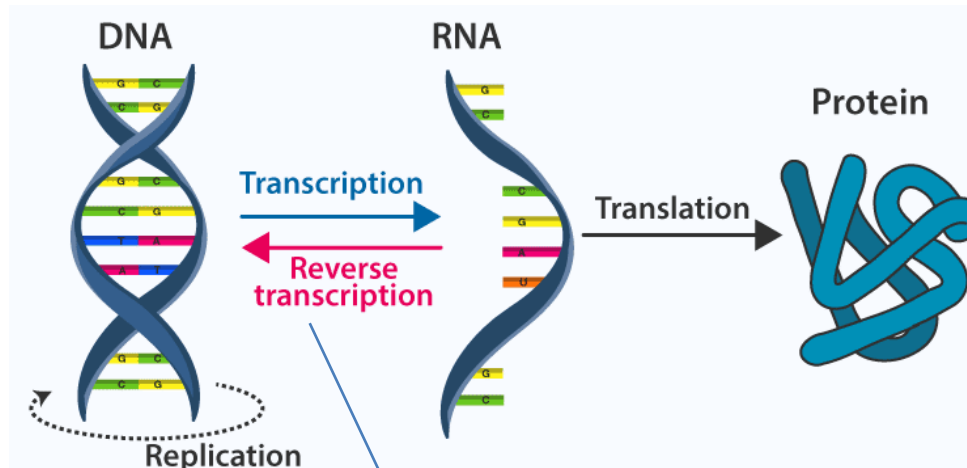 DNA
RNA
Protein
G C
C G
G C
C G
T A
A T
G C
C G
Transcription
Reverse
transcription
G
C
C
G
A
U
G
C
Translation
Replication